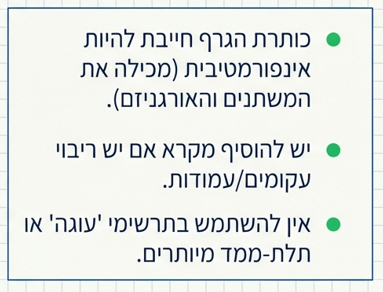 כותרת הגרף חייבת להיות
אינפורמטיבית (מכילה את
המשתנים והאורגניזם).
יש להוסיף מקרא אם יש ריבוי
עקומים/עמודות.
אין להשתמש בתרשימי 'עוגה' או
תלת-ממד מיותרים.